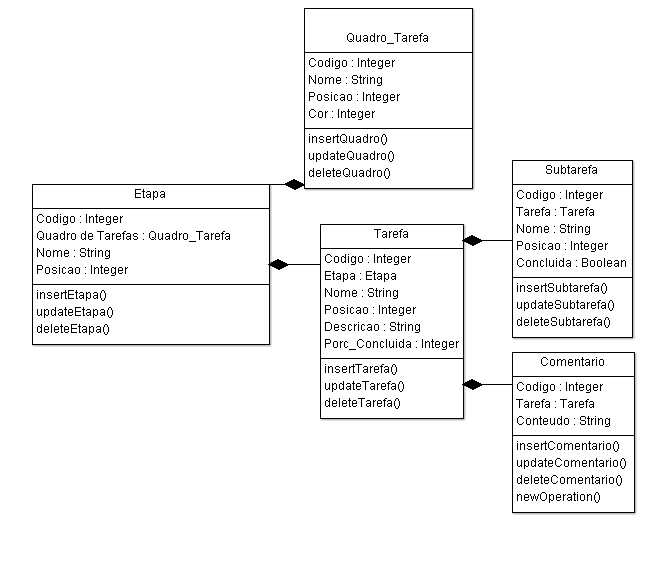 Quadro_Tarefa
Codigo : Integer
Nome : String
Posicao : Integer
Cor : Integer
insertQuadro()
updateQuadro()
deleteQuadro()
Etapa
Codigo : Integer
Quadro de Tarefas : Quadro_Tarefa
Nome : String
Posicao : Integer
insertEtapa()
updateEtapa()
deleteEtapa()
Tarefa
Codigo : Integer
Etapa : Etapa
Nome : String
Posicao : Integer
Descricao : String
Porc_Concluida : Integer
insertTarefa()
updateTarefa()
deleteTarefa()
Subtarefa
Codigo : Integer
Tarefa : Tarefa
Nome : String
Posicao : Integer
Concluida : Boolean
insertSubtarefa()
updateSubtarefa()
deleteSubtarefa()
Comentario
Codigo : Integer
Tarefa : Tarefa
Conteudo : String
insertComentario()
updateComentario()
deleteComentario()
newOperation()